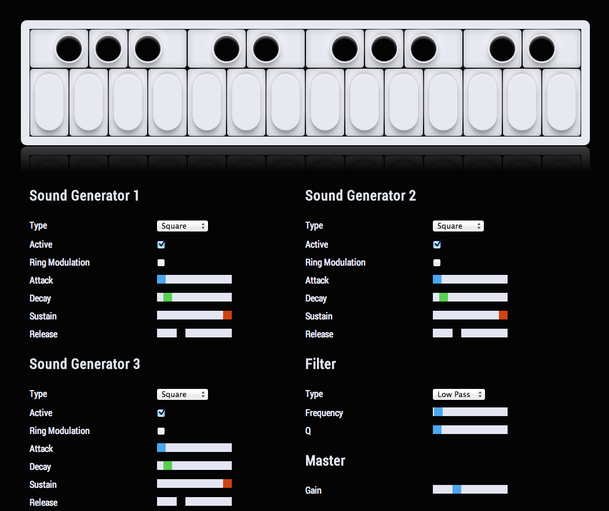 Sound Generator 1
Type Square
Active
Ring Modulation
Attack
Decay
Sustain
Release
Sound Generator 2
Type Square
Active
Ring Modulation
Attack
Decay
Sustain
Release
Sound Generator 3
Type Square
Active
Ring Modulation
Attack
Decay
Sustain
Release
Filter
Type Low Pass
Frequency
Q
Master
Gain